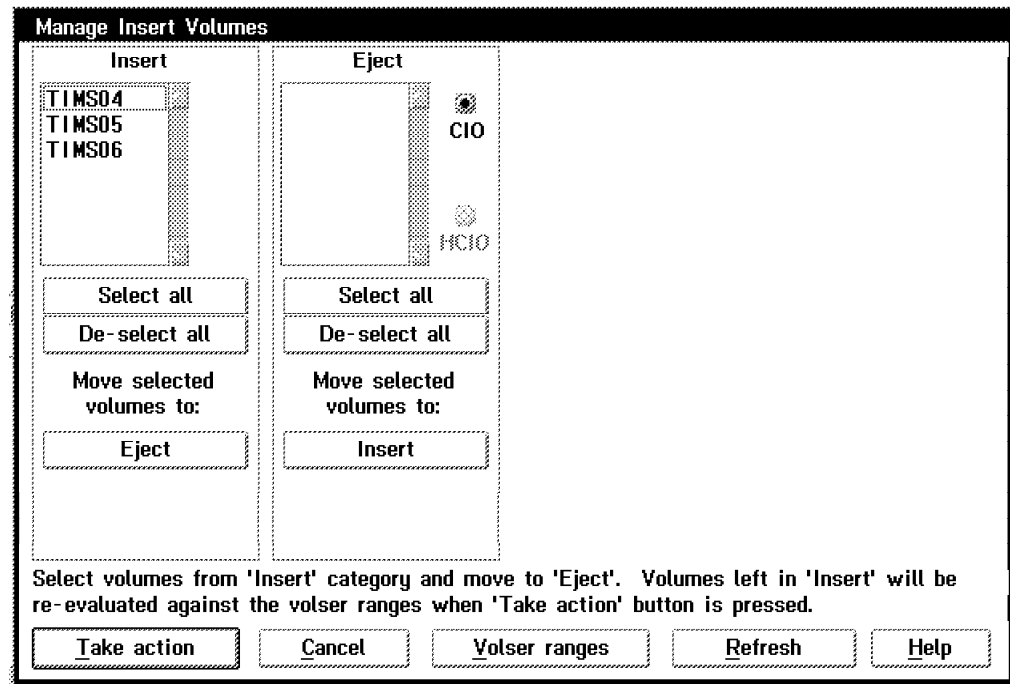 Manage Insert Volumes
Insert
TIMS04
TIMS05
TIMS06
Select all
De-select all
Move selected
volumes to:
Eject
Eject
CIO
HCIO
Select all
De-select all
Move selected
volumes to:
Insert
Select volumes from 'Insert' category and move to 'Eject'. Volumes left in 'Insert' will be
re-evaluated against the volser ranges when 'Take action' button is pressed.
Take action Cancel Volser ranges Refresh Help